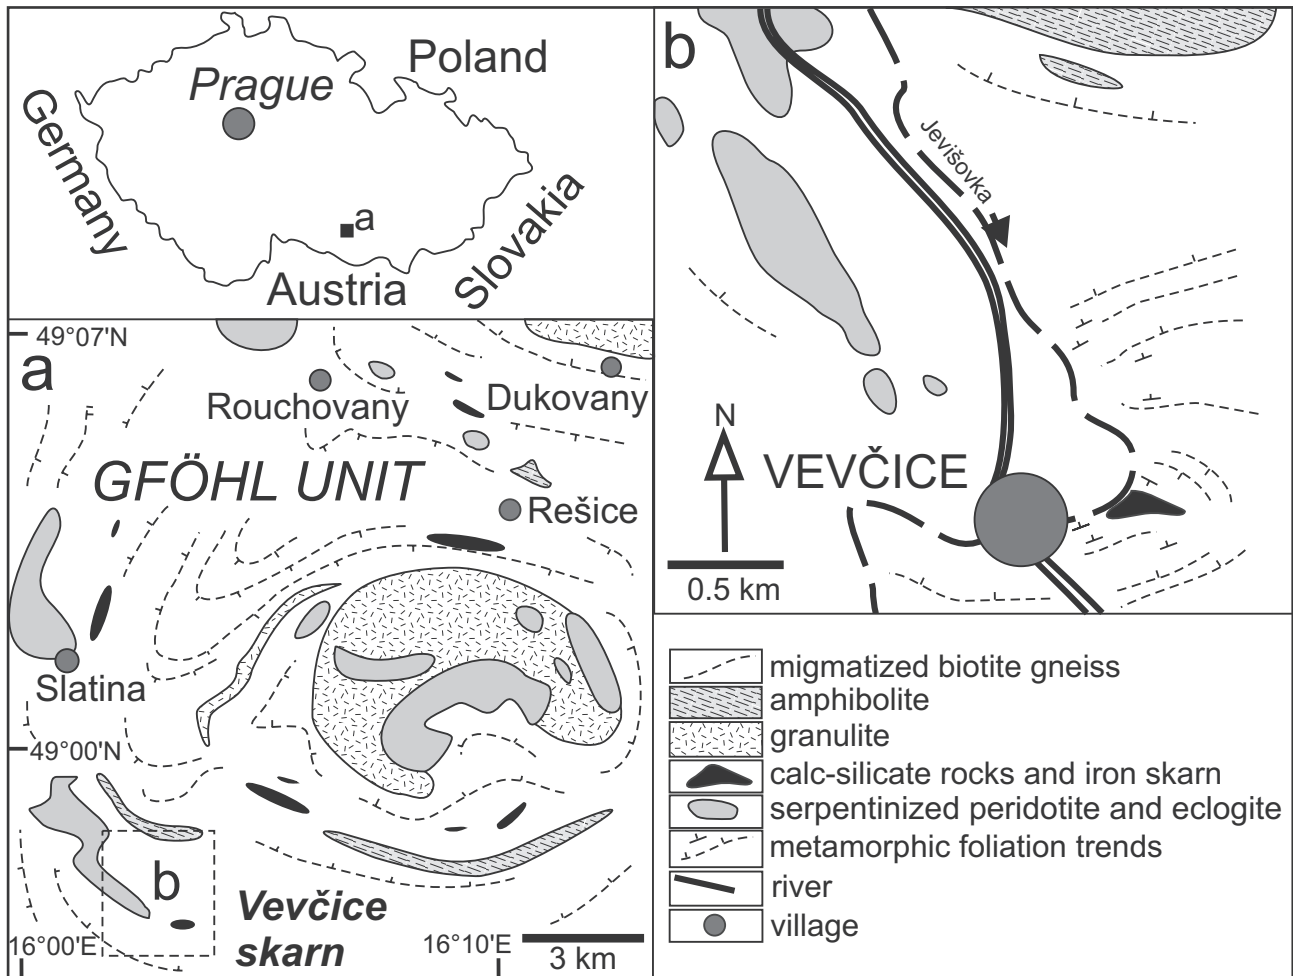 Poland
Prague
Germany
a
Slovakia
Austria
b
Jevišovka
N
VEVČICE
0.5 km
49°07'N
a
Rouchovany
Dukovany
GFÖHL UNIT
Rešice
Slatina
49°00'N
b
Vevčice
skarn
16°00'E
16°10'E
3 km
migmatized biotite gneiss
amphibolite
granulite
calc-silicate rocks and iron skarn
serpentinized peridotite and eclogite
metamorphic foliation trends
river
village